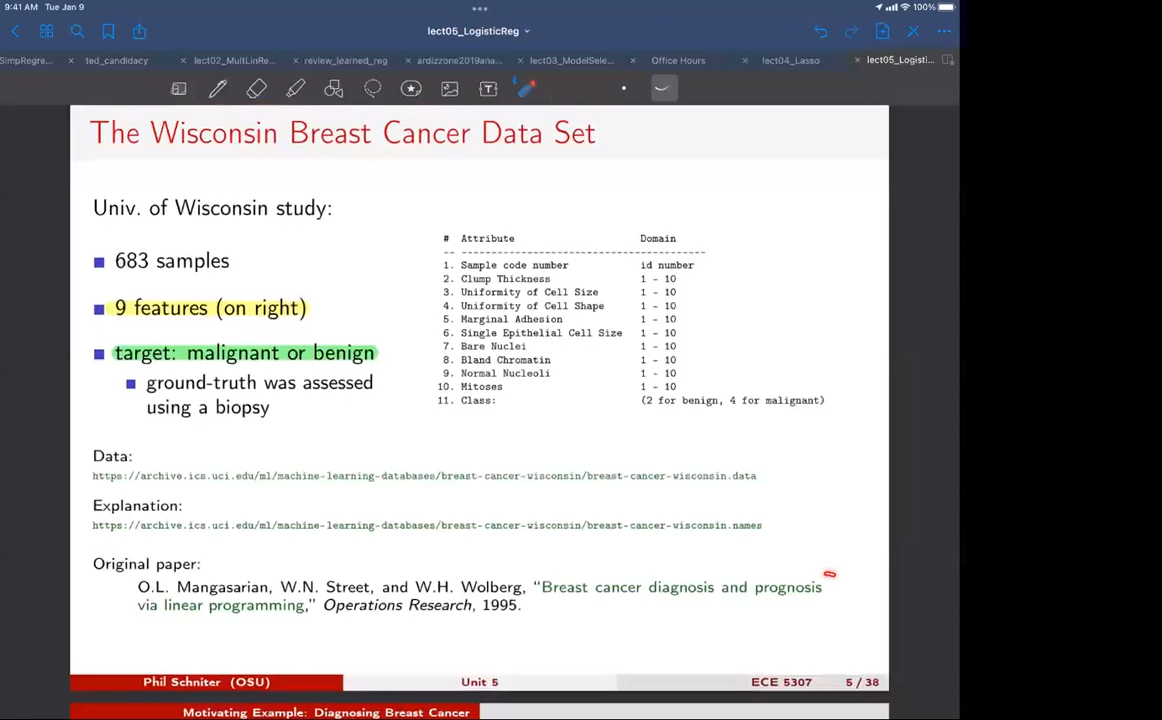 9:41 AM Tue Jan 9
100%
lect05_LogisticReg
SimpRegre...
ted_candidacy
lect02_MultLinRe...
review_learned_reg
ardizzone2019ana...
lect03_ModelSele...
Office Hours
lect04_Lasso
lect05_Logisti...
The Wisconsin Breast Cancer Data Set
Univ. of Wisconsin study:
683 samples
9 features (on right)
target: malignant or benign
ground-truth was assessed
using a biopsy
# Attribute Domain
-- -----------------------------------------
1. Sample code number id number
2. Clump Thickness 1 - 10
3. Uniformity of Cell Size 1 - 10
4. Uniformity of Cell Shape 1 - 10
5. Marginal Adhesion 1 - 10
6. Single Epithelial Cell Size 1 - 10
7. Bare Nuclei 1 - 10
8. Bland Chromatin 1 - 10
9. Normal Nucleoli 1 - 10
10. Mitoses 1 - 10
11. Class: (2 for benign, 4 for malignant)
Data:
https://archive.ics.uci.edu/ml/machine-learning-databases/breast-cancer-wisconsin/breast-cancer-wisconsin.data
Explanation:
https://archive.ics.uci.edu/ml/machine-learning-databases/breast-cancer-wisconsin/breast-cancer-wisconsin.names
Original paper:
O.L. Mangasarian, W.N. Street, and W.H. Wolberg, “Breast cancer diagnosis and prognosis
via linear programming,” Operations Research, 1995.
Phil Schniter (OSU) Unit 5 ECE 5307 5 / 38
Motivating Example: Diagnosing Breast Cancer